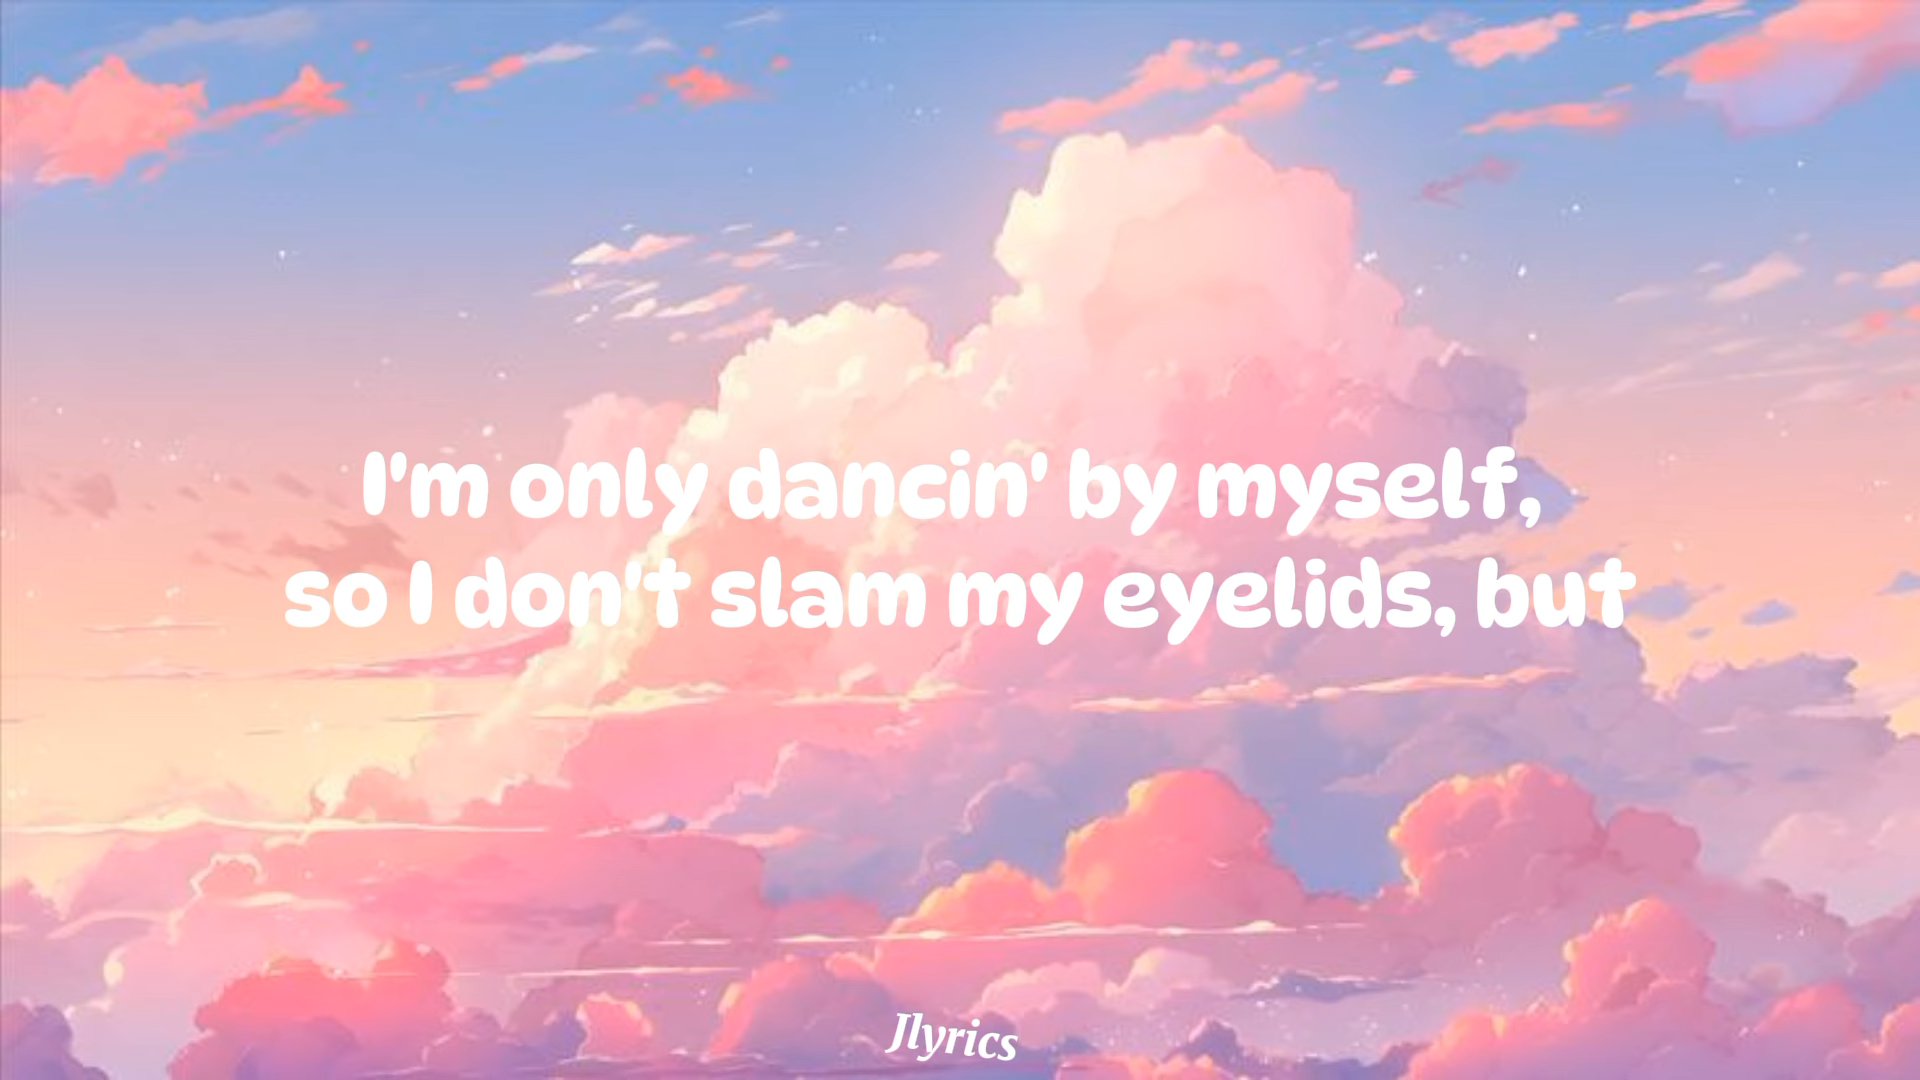 I'm only dancin' by myself,
so I don't slam my eyelids, but
Jlyrics